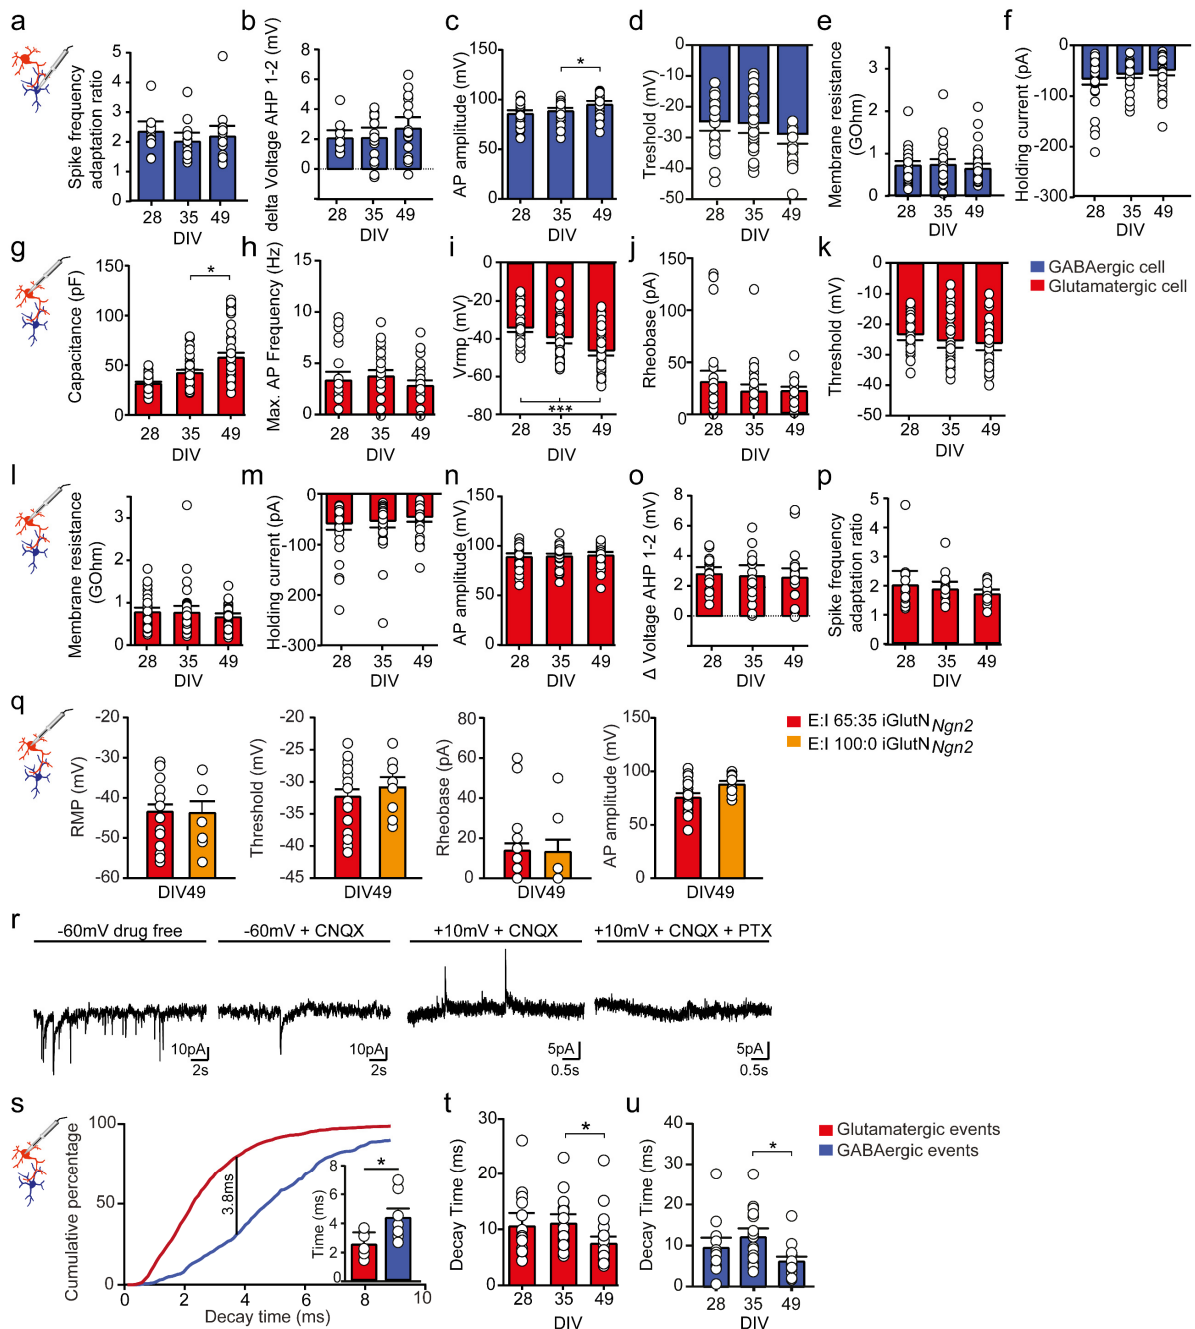 a
Spike frequency
adaptation ratio
5
4
3
2
1
0
28 35 49
DIV
b
delta Voltage AHP 1-2 (mV)
8
6
4
2
0
-2
28 35 49
DIV
c
AP amplitude (mV)
150
100
50
0
*
28 35 49
DIV
d
Treshold (mV)
0
-10
-20
-30
-40
-50
28 35 49
DIV
e
Membrane resistance
(GOhm)
3
2
1
0
28 35 49
DIV
f
Holding current (pA)
0
-100
-300
28 35 49
DIV
g
Capacitance (pF)
150
100
50
0
*
28 35 49
DIV
h
Max. AP Frequency (Hz)
15
10
5
0
28 35 49
DIV
i
Vrmp (mV)
0
-20
-40
-60
-80
***
28 35 49
DIV
j
Rheobase (pA)
150
100
50
0
28 35 49
DIV
k
Threshold (mV)
0
-10
-20
-30
-40
-50
28 35 49
DIV
GABAergic cell
Glutamatergic cell
l
Membrane resistance
(GOhm)
3
2
1
0
28 35 49
DIV
m
Holding current (pA)
0
-100
-300
28 35 49
DIV
n
AP amplitude (mV)
150
100
50
0
28 35 49
DIV
o
Δ Voltage AHP 1-2 (mV)
8
6
4
2
0
-2
28 35 49
DIV
p
Spike frequency
adaptation ratio
5
4
3
2
1
0
28 35 49
DIV
q
RMP (mV)
-20
-30
-40
-50
-60
DIV49
Threshold (mV)
-20
-25
-30
-35
-40
-45
DIV49
Rheobase (pA)
80
60
40
20
0
DIV49
AP amplitude (mV)
150
100
50
0
DIV49
E:I 65:35 iGlutN Ngn2
E:I 100:0 iGlutN Ngn2
r
-60mV drug free
-60mV + CNQX
+10mV + CNQX
+10mV + CNQX + PTX
10pA
2s
10pA
2s
5pA
0.5s
5pA
0.5s
s
Cumulative percentage
100
50
0
3.8ms
0 2 4 6 8 10
Decay time (ms)
Time (ms)
8
6
4
2
0
*
t
Decay Time (ms)
30
20
10
0
*
28 35 49
DIV
u
Decay Time (ms)
40
30
20
10
0
*
28 35 49
DIV
Glutamatergic events
GABAergic events